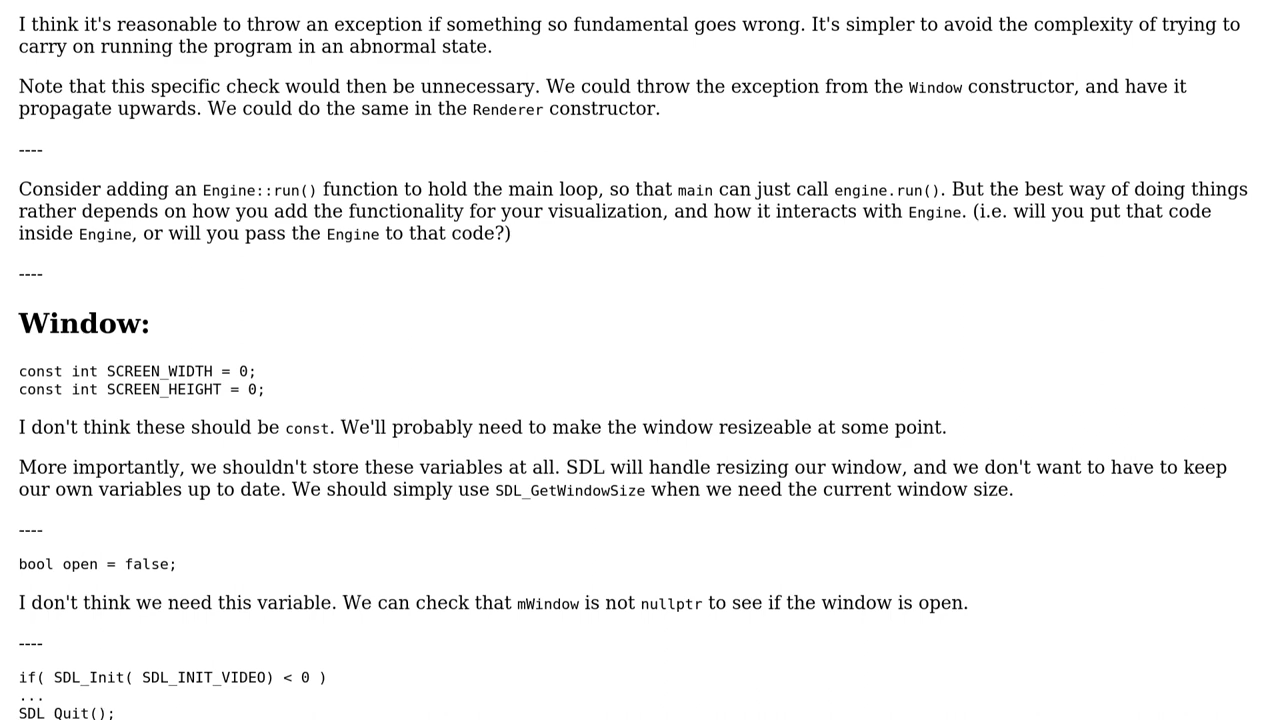 I think it's reasonable to throw an exception if something so fundamental goes wrong. It's simpler to avoid the complexity of trying to
carry on running the program in an abnormal state.
Note that this specific check would then be unnecessary. We could throw the exception from the Window constructor, and have it
propagate upwards. We could do the same in the Renderer constructor.
----
Consider adding an Engine::run() function to hold the main loop, so that main can just call engine.run(). But the best way of doing things
rather depends on how you add the functionality for your visualization, and how it interacts with Engine. (i.e. will you put that code
inside Engine, or will you pass the Engine to that code?)
----
Window:
const int SCREEN_WIDTH = 0;
const int SCREEN_HEIGHT = 0;
I don't think these should be const. We'll probably need to make the window resizeable at some point.
More importantly, we shouldn't store these variables at all. SDL will handle resizing our window, and we don't want to have to keep
our own variables up to date. We should simply use SDL_GetWindowSize when we need the current window size.
----
bool open = false;
I don't think we need this variable. We can check that mWindow is not nullptr to see if the window is open.
----
if( SDL_Init( SDL_INIT_VIDEO) < 0 )
...
SDL_Quit();